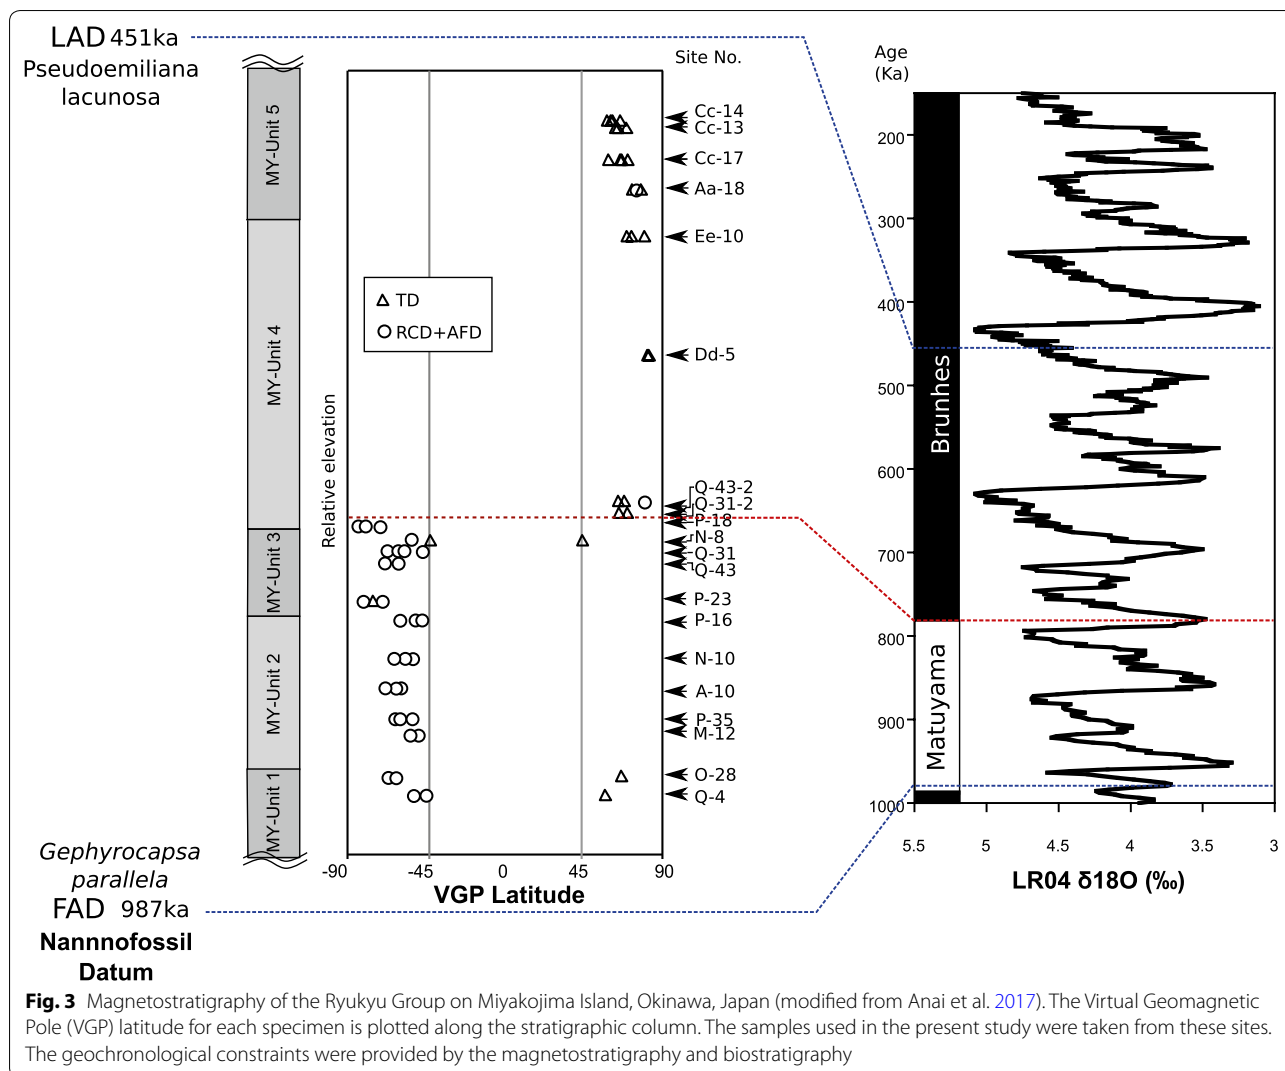 LAD 451ka
Pseudoemiliana
lacunosa
MY-Unit 5
MY-Unit 4
MY-Unit 3
MY-Unit 2
MY-Unit 1
Relative elevation
TD
RCD+AFD
Site No.
Cc-14
Cc-13
Cc-17
Aa-18
Ee-10
Dd-5
Q-43-2
Q-31-2
P-18
N-8
Q-31
Q-43
P-23
P-16
N-10
A-10
P-35
M-12
O-28
Q-4
-90 -45 0 45 90
VGP Latitude
Gephyrocapsa
parallela
FAD 987ka
Nannnofossil
Datum
Age
(Ka)
200
300
400
500
600
700
800
900
1000
Brunhes
Matuyama
5.5 5 4.5 4 3.5 3
LR04 δ18O (‰)
Fig. 3 Magnetostratigraphy of the Ryukyu Group on Miyakojima Island, Okinawa, Japan (modified from Anai et al. 2017). The Virtual Geomagnetic
Pole (VGP) latitude for each specimen is plotted along the stratigraphic column. The samples used in the present study were taken from these sites.
The geochronological constraints were provided by the magnetostratigraphy and biostratigraphy